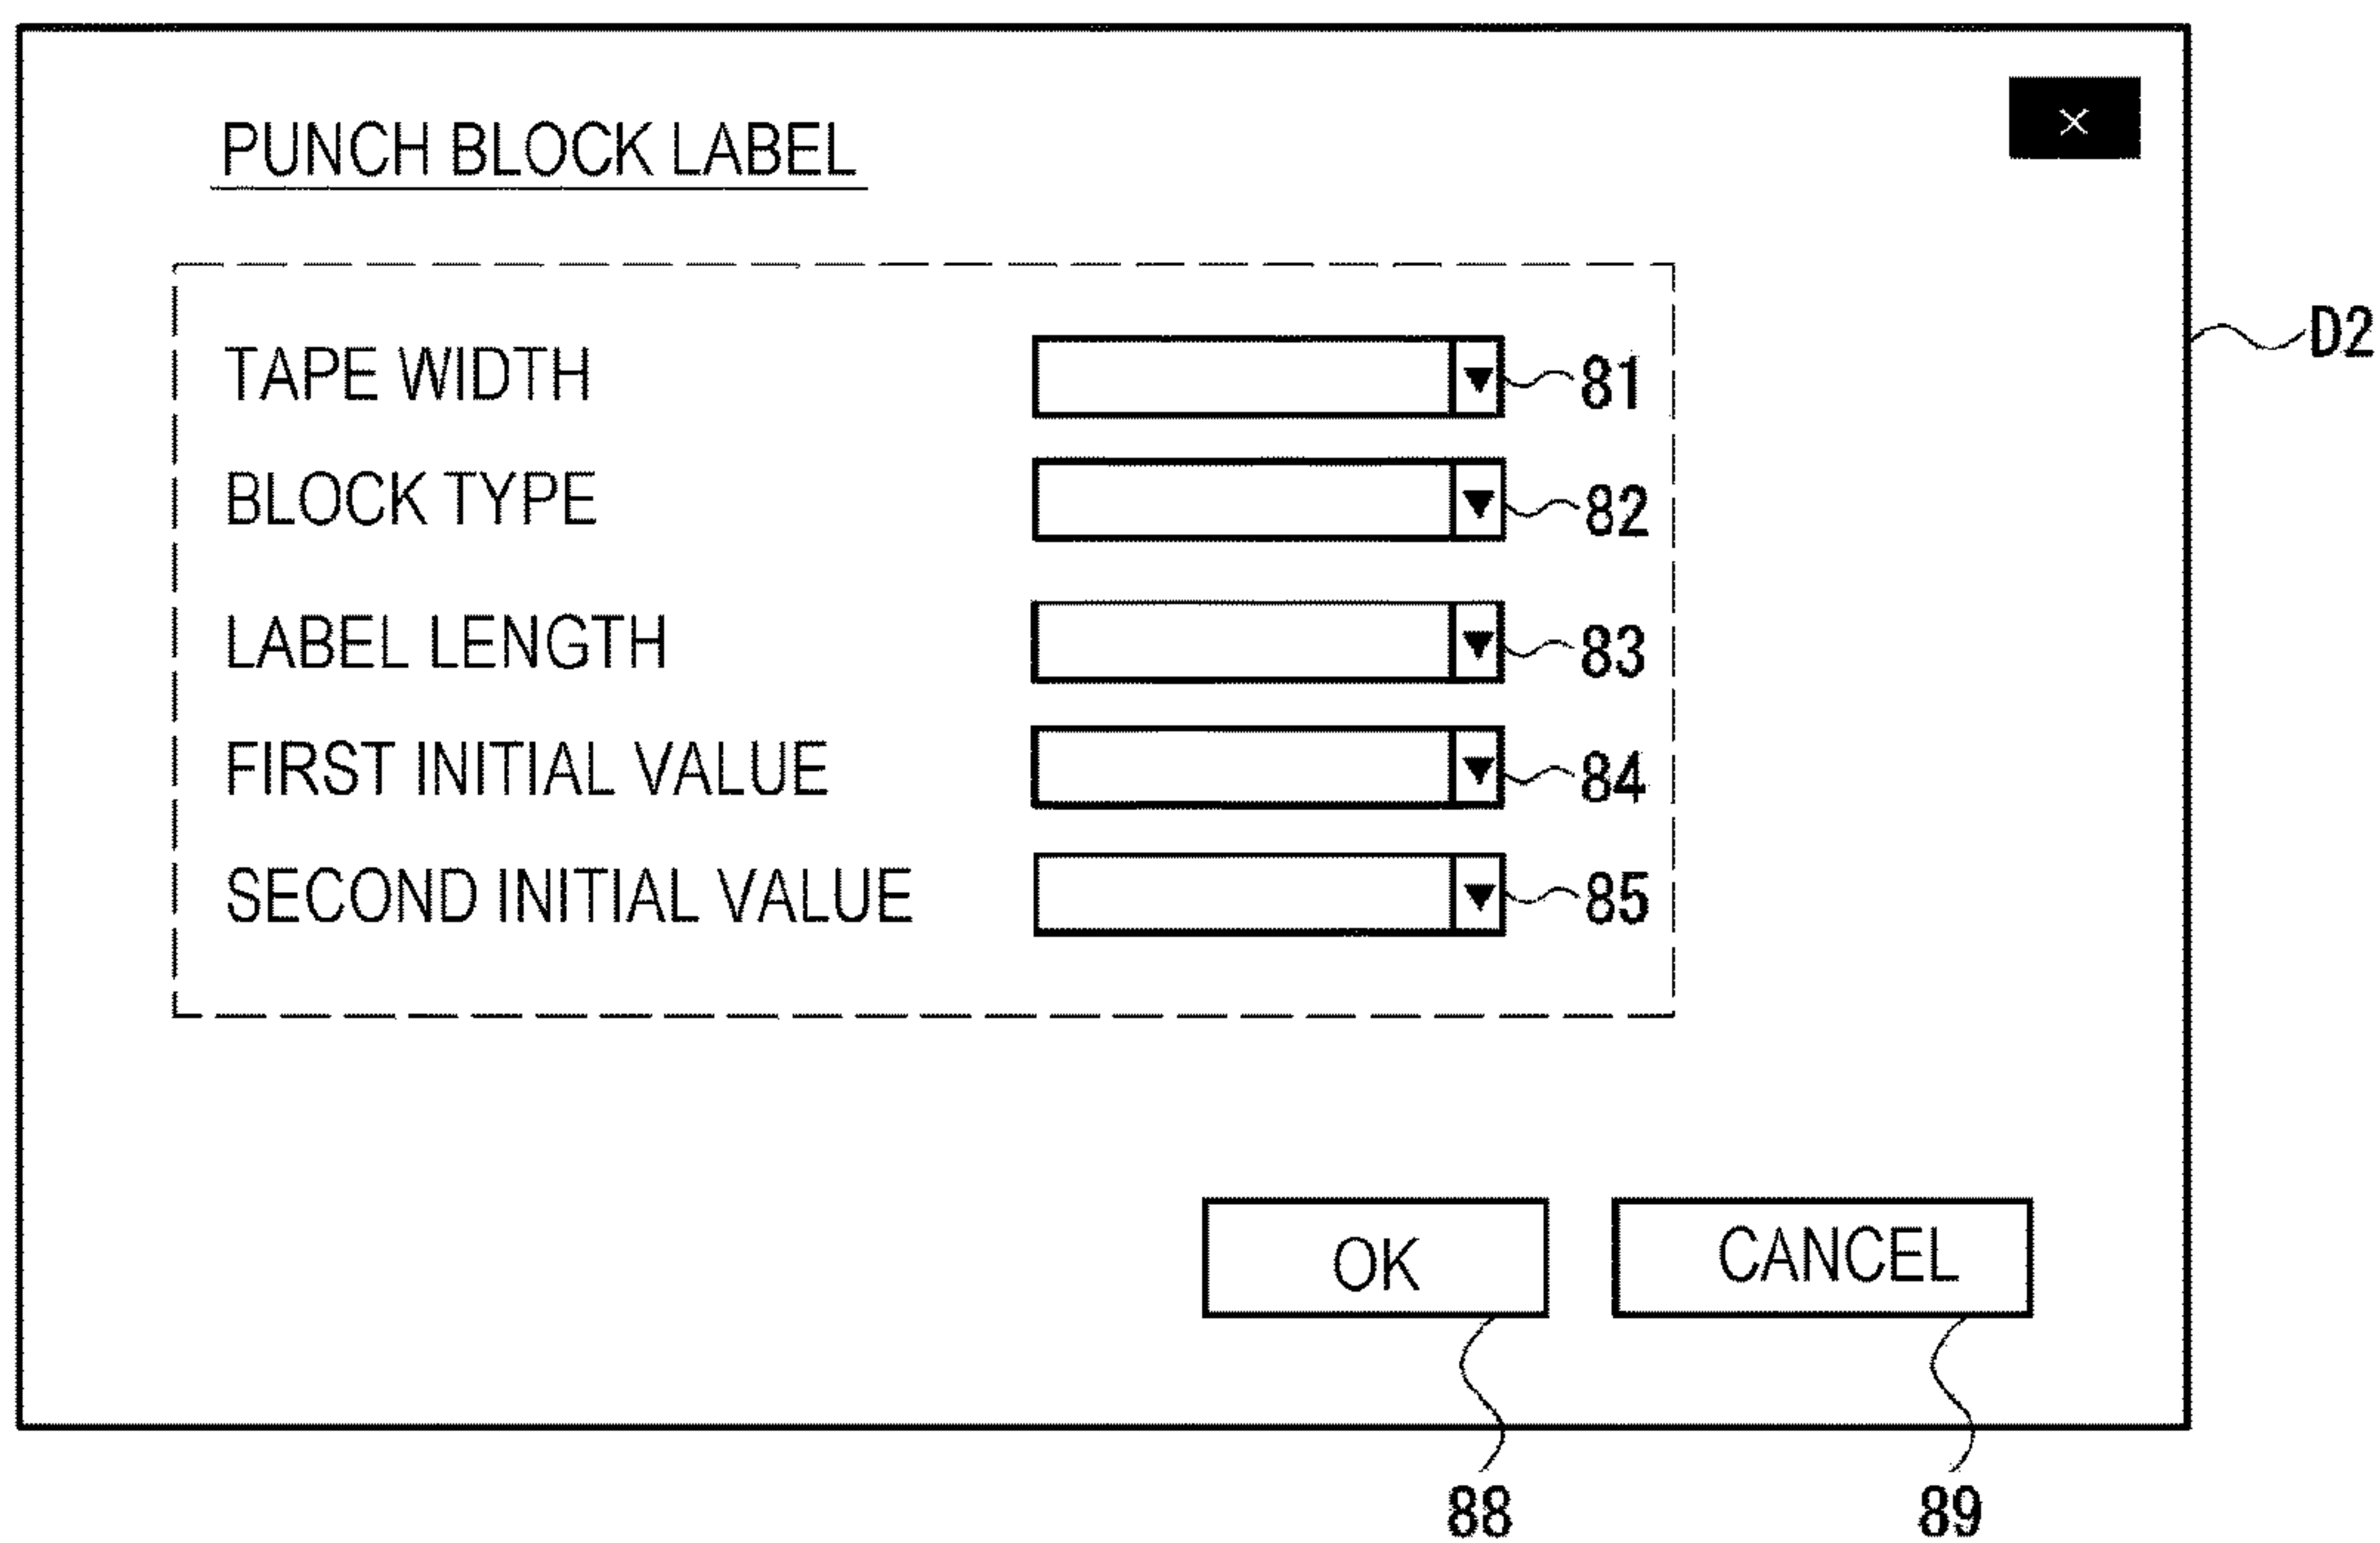 PUNCH BLOCK LABEL
×
D2
TAPE WIDTH 81
BLOCK TYPE 82
LABEL LENGTH 83
FIRST INITIAL VALUE 84
SECOND INITIAL VALUE 85
OK CANCEL
88 89